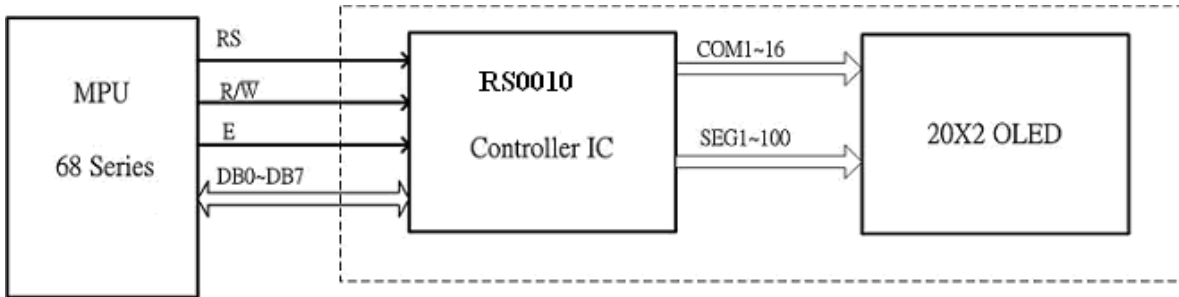 MPU
68 Series
RS
R/W̅
E
DB0~DB7
RS0010
Controller IC
COM1~16
SEG1~100
20X2 OLED